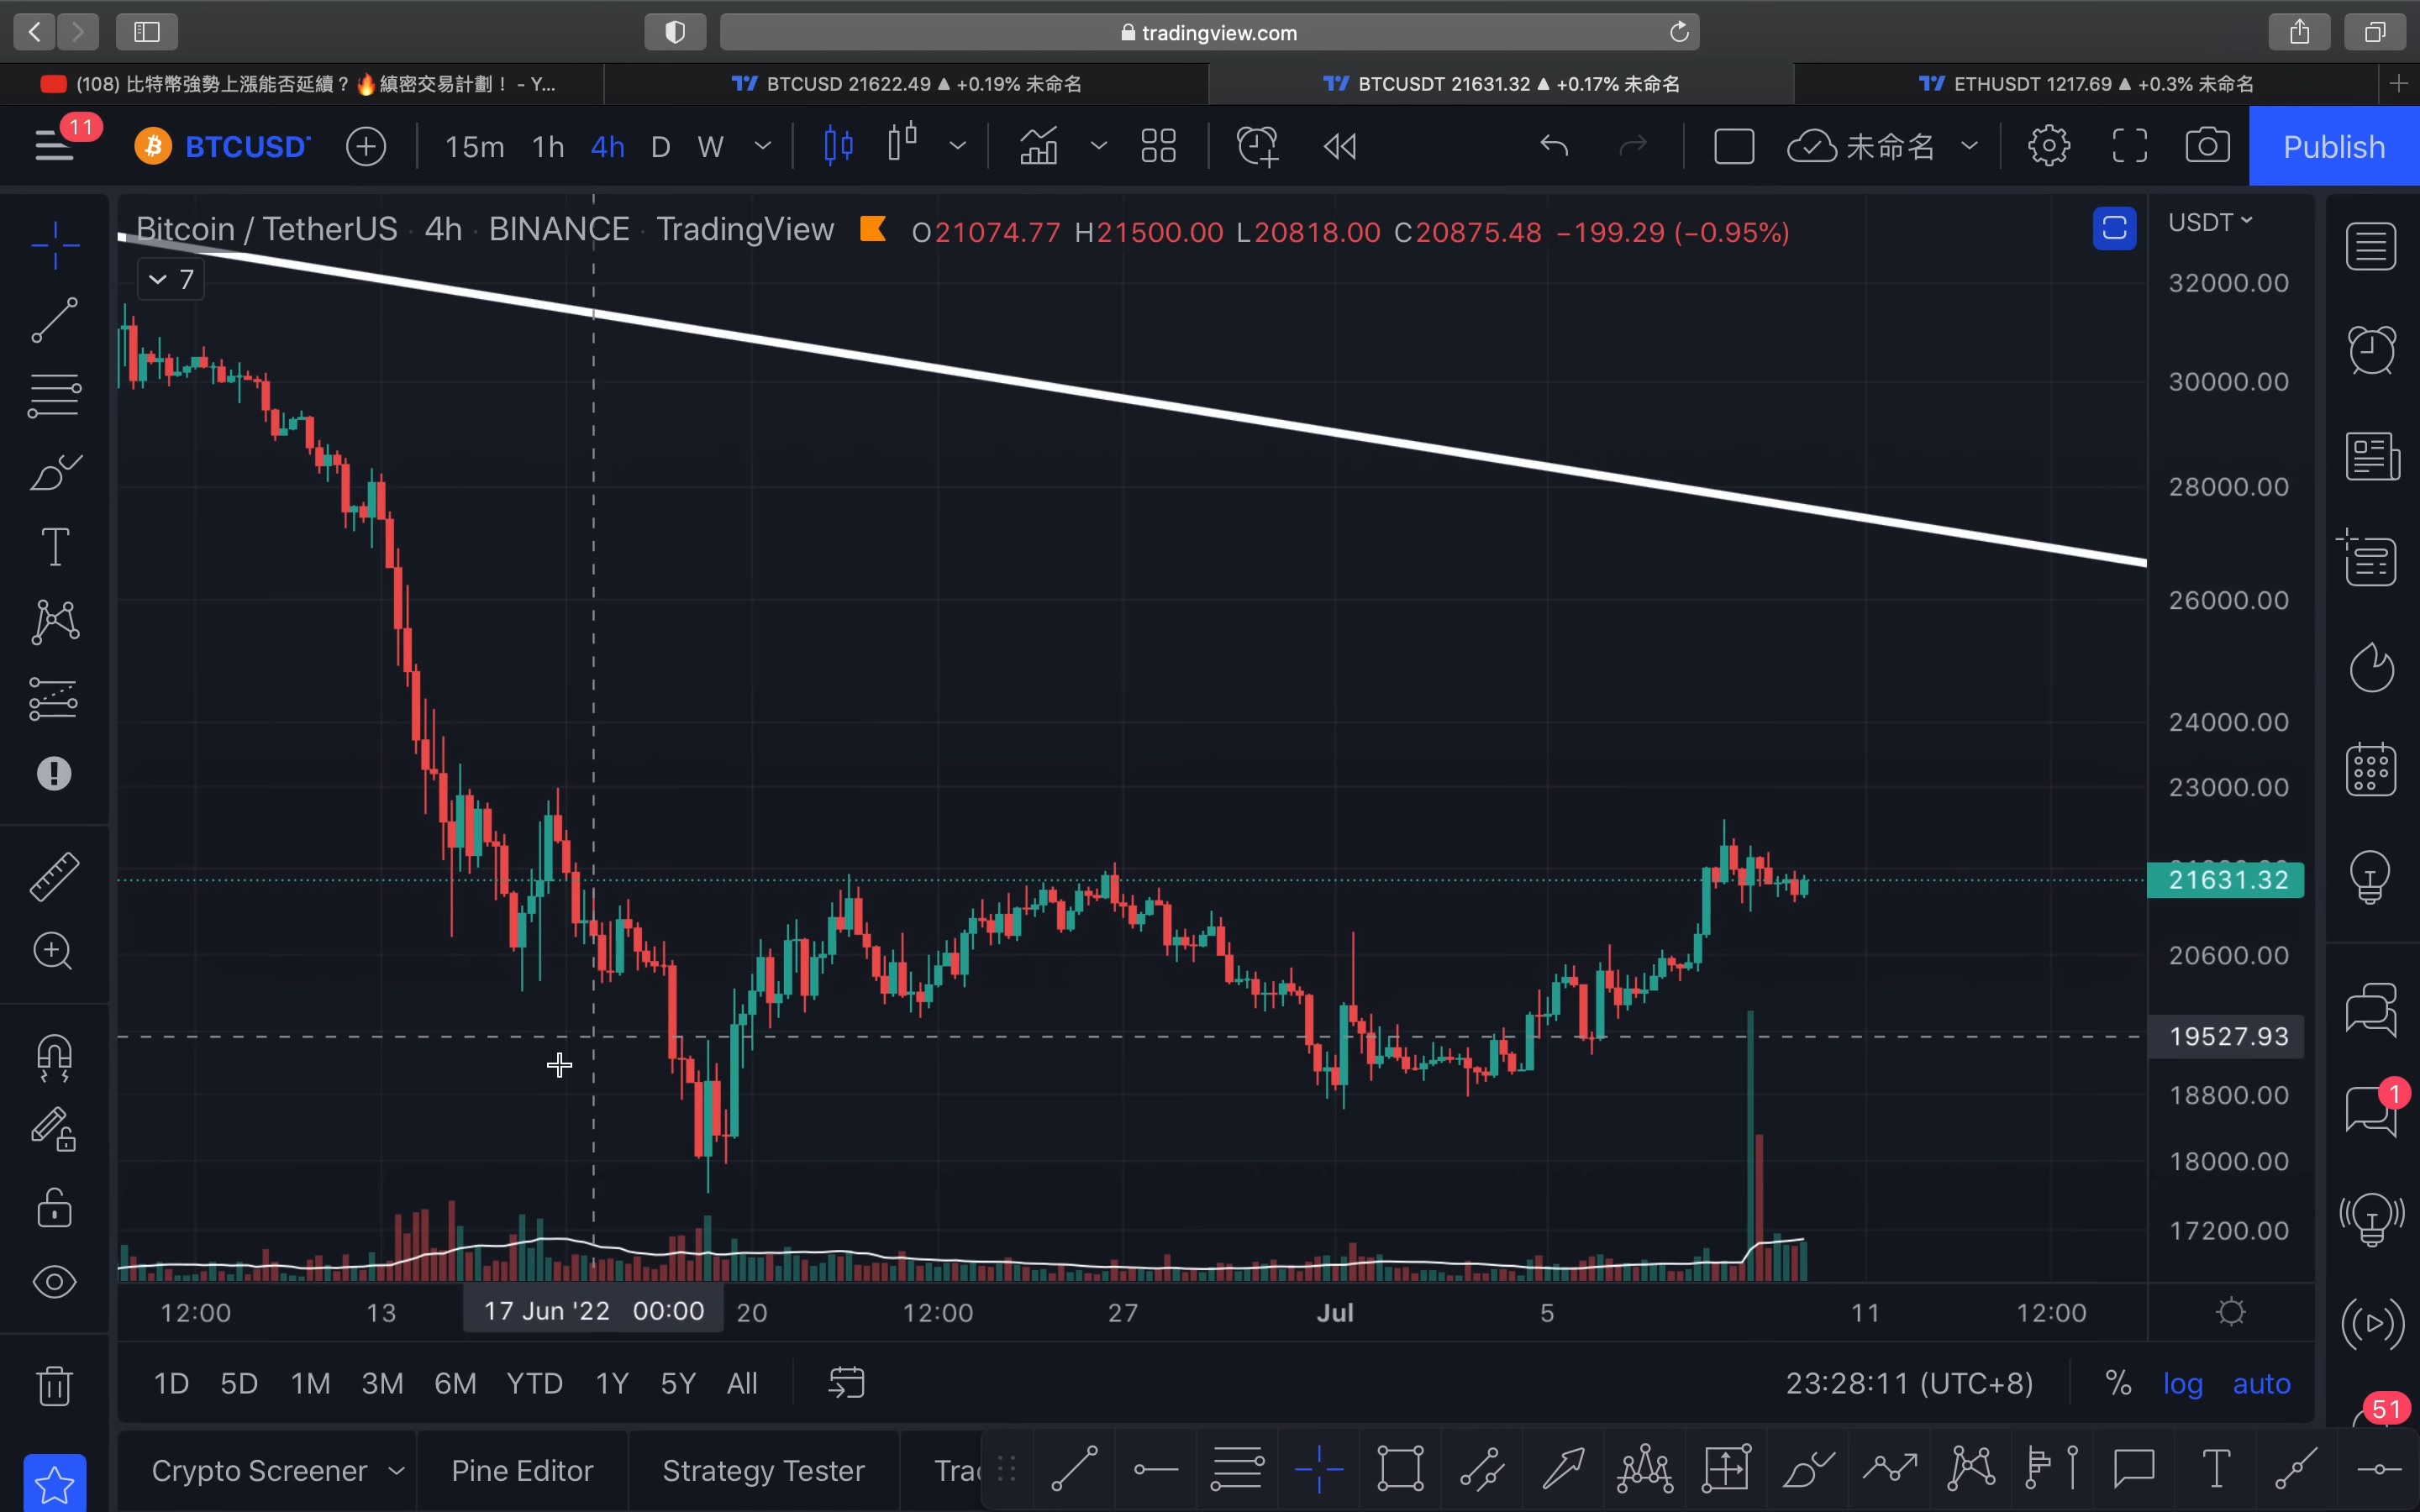 tradingview.com
(108) 比特幣強勢上漲能否延續？🔥縝密交易計劃！ - Y...
BTCUSD 21622.49 ▲ +0.19% 未命名
BTCUSDT 21631.32 ▲ +0.17% 未命名
ETHUSDT 1217.69 ▲ +0.3% 未命名
11
BTCUSD
15m 1h 4h D W
未命名
Publish
Bitcoin / TetherUS · 4h · BINANCE · TradingView
O21074.77 H21500.00 L20818.00 C20875.48 −199.29 (−0.95%)
USDT
7
32000.00
30000.00
28000.00
26000.00
24000.00
23000.00
21631.32
20600.00
19527.93
18800.00
18000.00
17200.00
1
12:00 13 17 Jun '22 00:00 20 12:00 27 Jul 5 11 12:00
1D 5D 1M 3M 6M YTD 1Y 5Y All
23:28:11 (UTC+8) % log auto
51
Crypto Screener Pine Editor Strategy Tester